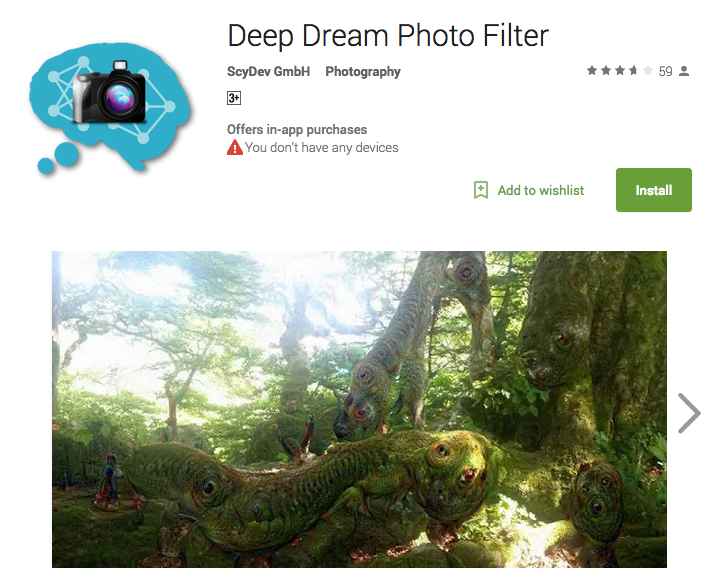 Deep Dream Photo Filter
ScyDev GmbH Photography 59
3+
Offers in-app purchases
You don't have any devices
Add to wishlist Install